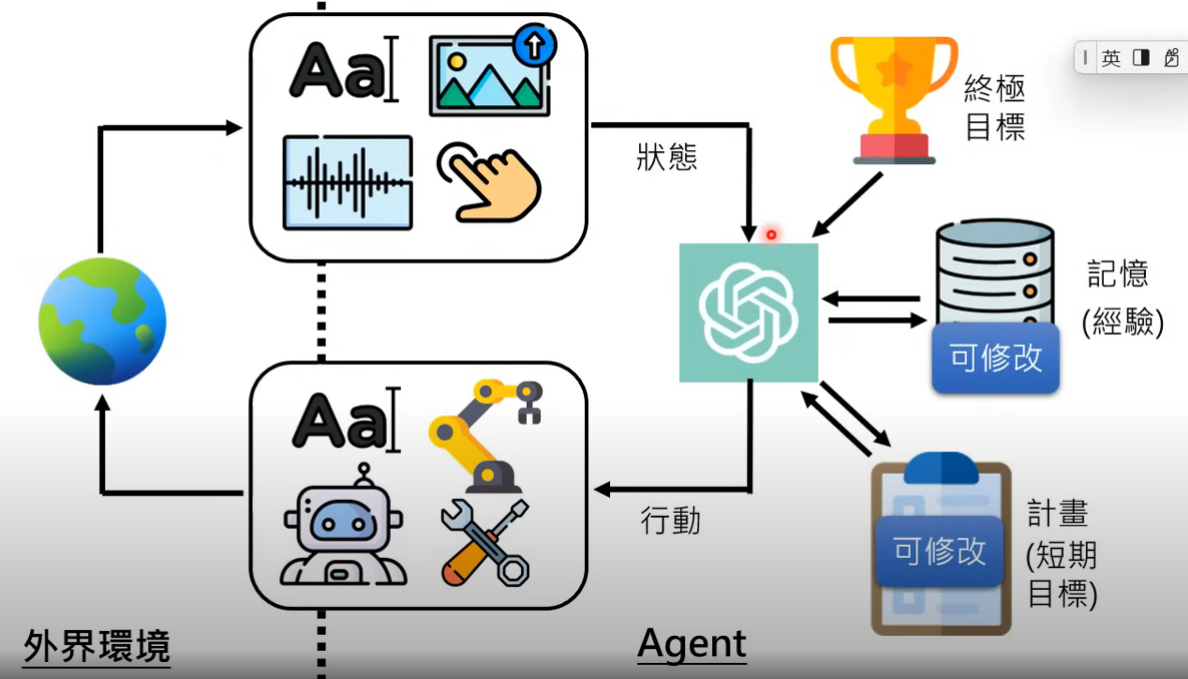 Aa
終極
目標
英
狀態
記憶
(經驗)
可修改
Aa
行動
計畫
(短期
目標)
可修改
外界環境
Agent